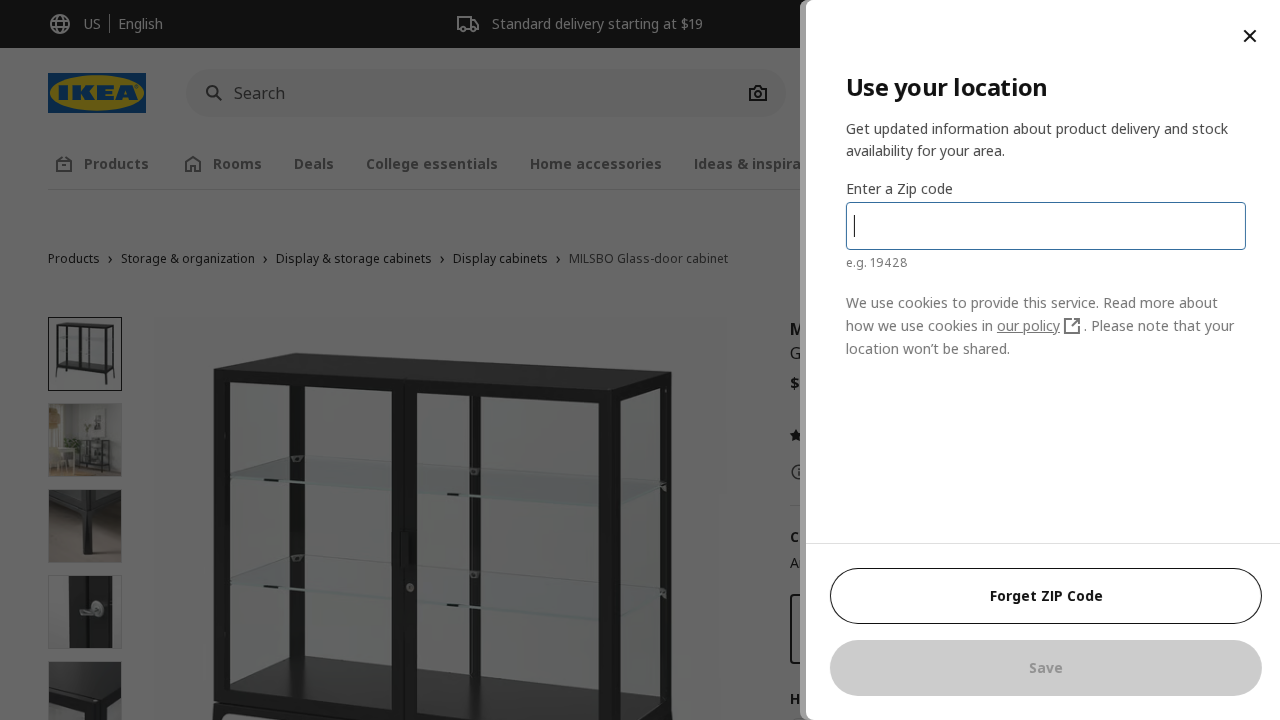 US English
Standard delivery starting at $19
IKEA
Search
Products
Rooms
Deals
College essentials
Home accessories
Ideas & inspira
Products › Storage & organization › Display & storage cabinets › Display cabinets › MILSBO Glass-door cabinet
M
G
$
C
H
Use your location
Get updated information about product delivery and stock
availability for your area.
Enter a Zip code
e.g. 19428
We use cookies to provide this service. Read more about
how we use cookies in our policy . Please note that your
location won’t be shared.
Forget ZIP Code
Save